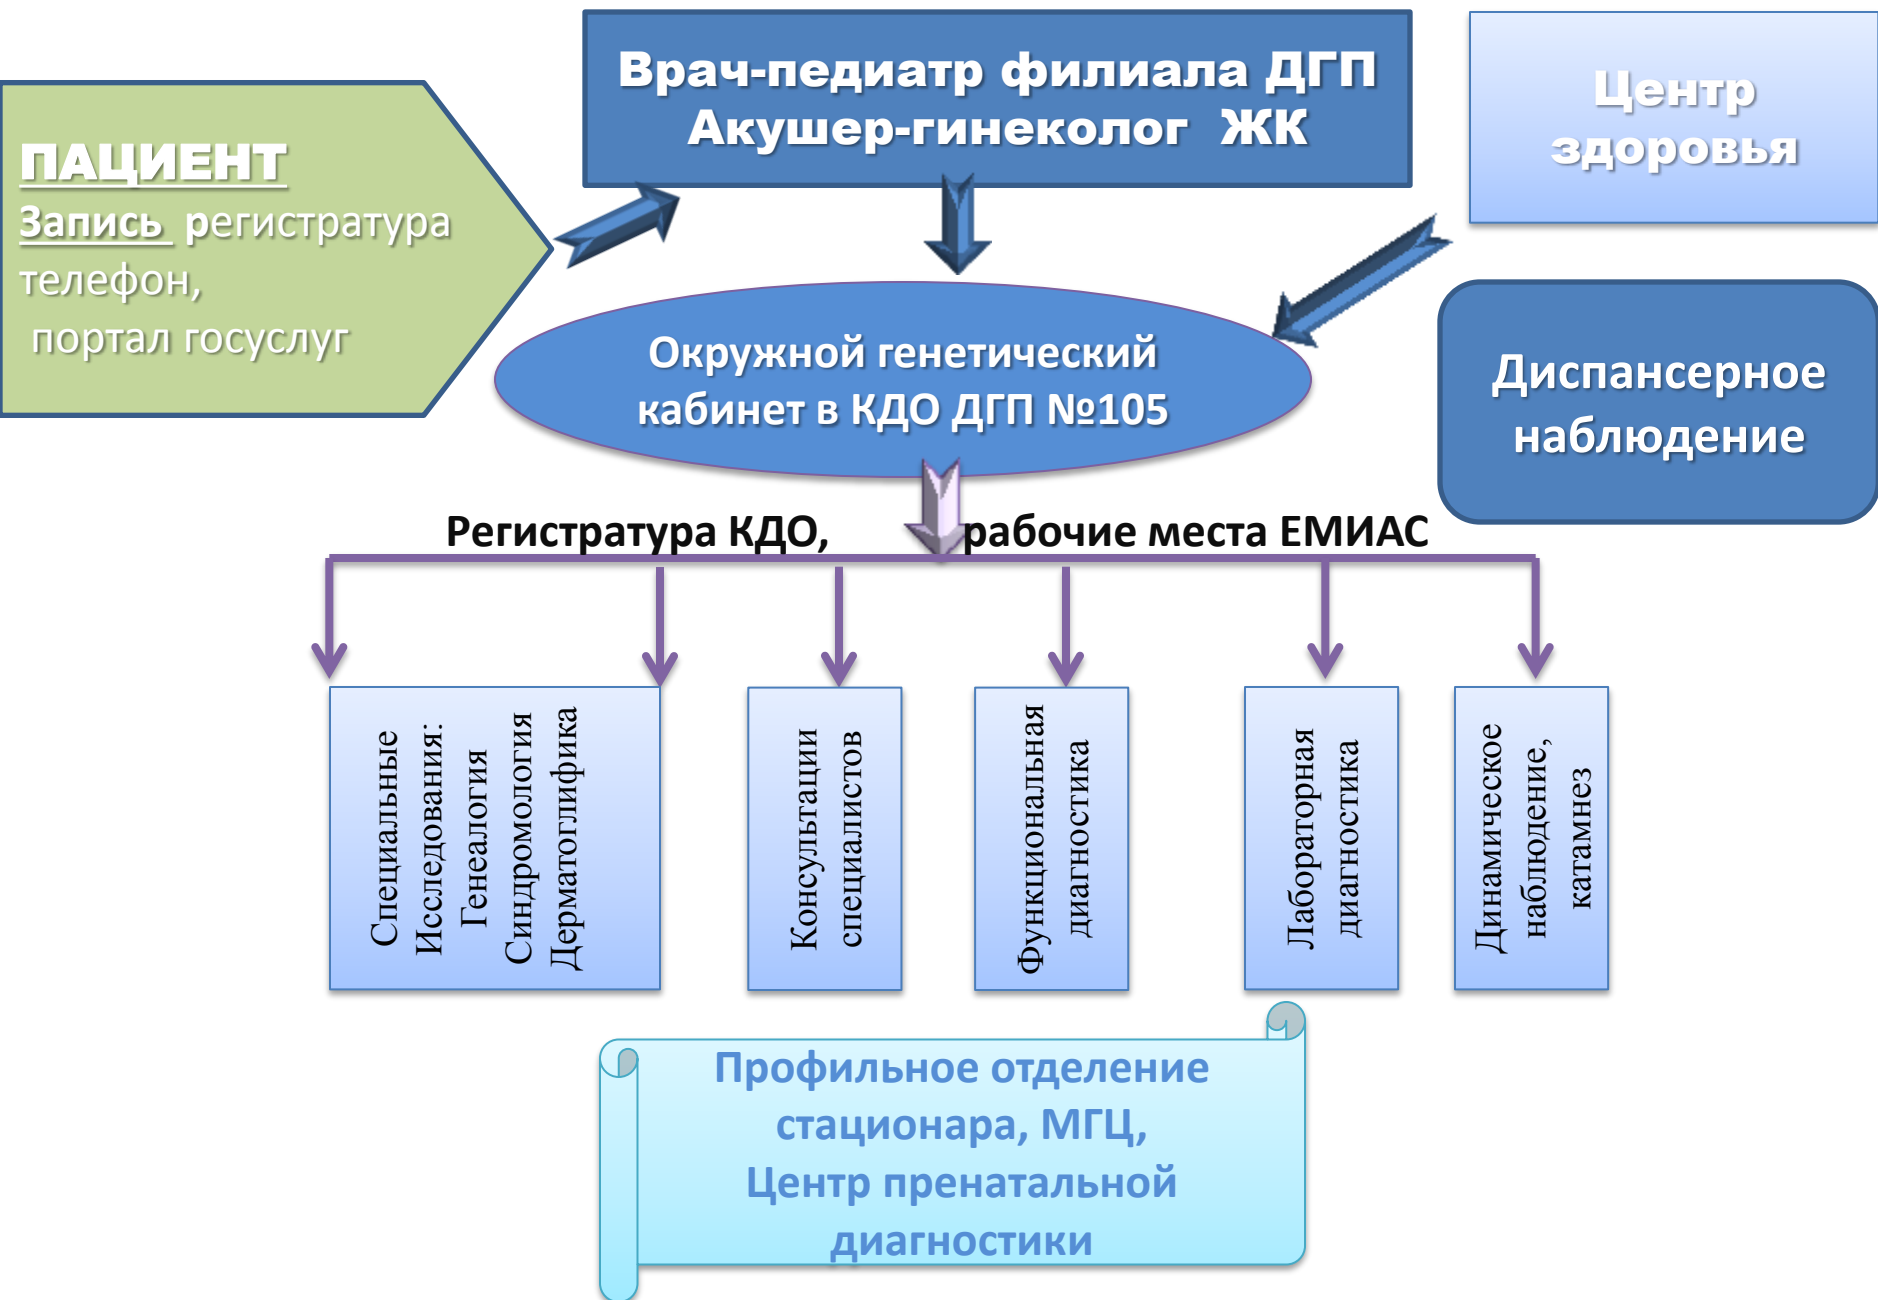 Врач-педиатр филиала ДГП
Акушер-гинеколог ЖК
Центр
здоровья
ПАЦИЕНТ
Запись регистратура
телефон,
портал госуслуг
Окружной генетический
кабинет в КДО ДГП №105
Диспансерное
наблюдение
Регистратура КДО, рабочие места ЕМИАС
Специальные
Исследования:
Генеалогия
Синдромология
Дерматоглифика
Консультации
специалистов
Функциональная
диагностика
Лабораторная
диагностика
Динамическое
наблюдение,
катамнез
Профильное отделение
стационара, МГЦ,
Центр пренатальной
диагностики